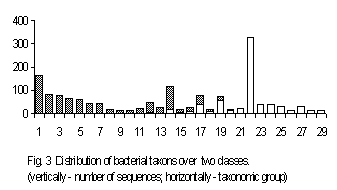 400
300
200
100
0
1 3 5 7 9 11 13 15 17 19 21 23 25 27 29
Fig. 3 Distribution of bacterial taxons over two classes.
(vertically - number of sequences; horizontally - taxonomic group)